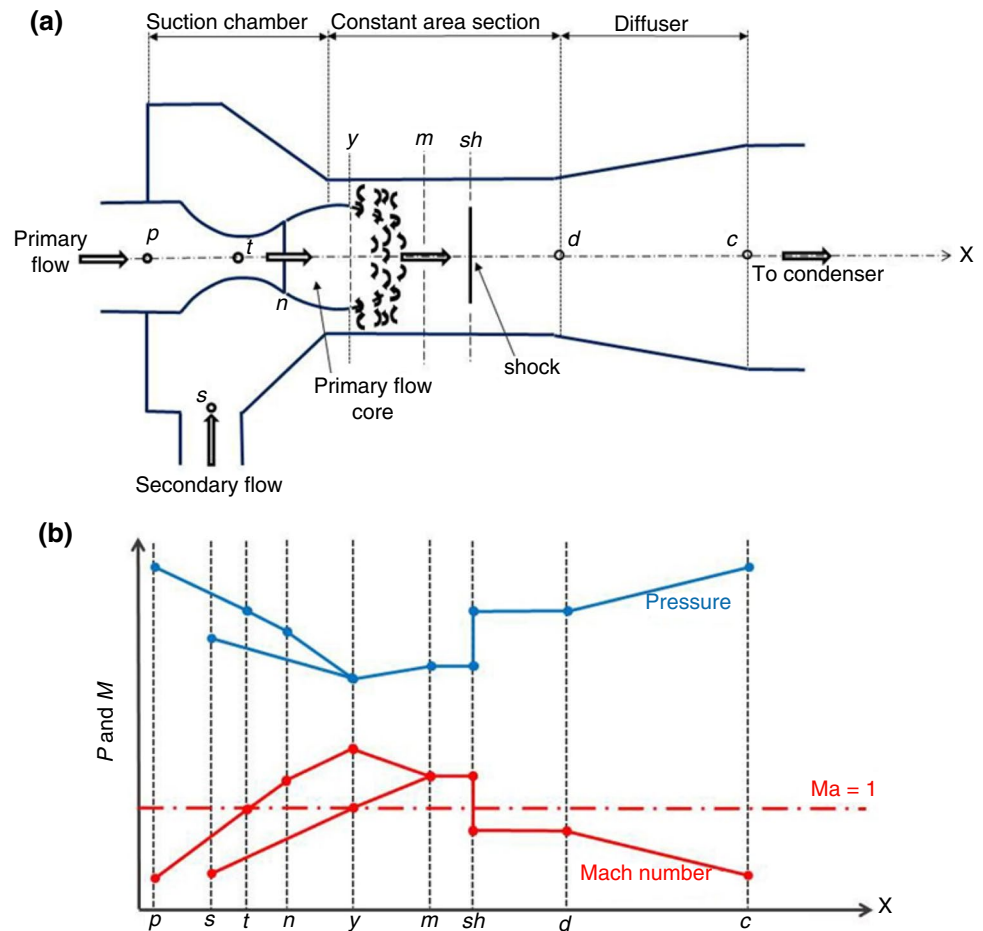 (a)
Suction chamber
Constant area section
Diffuser
y
m
sh
Primary
flow
p
t
n
d
c
X
To condenser
shock
Primary flow
core
s
Secondary flow
(b)
P and M
Pressure
Ma = 1
Mach number
X
p s t n y m sh d c